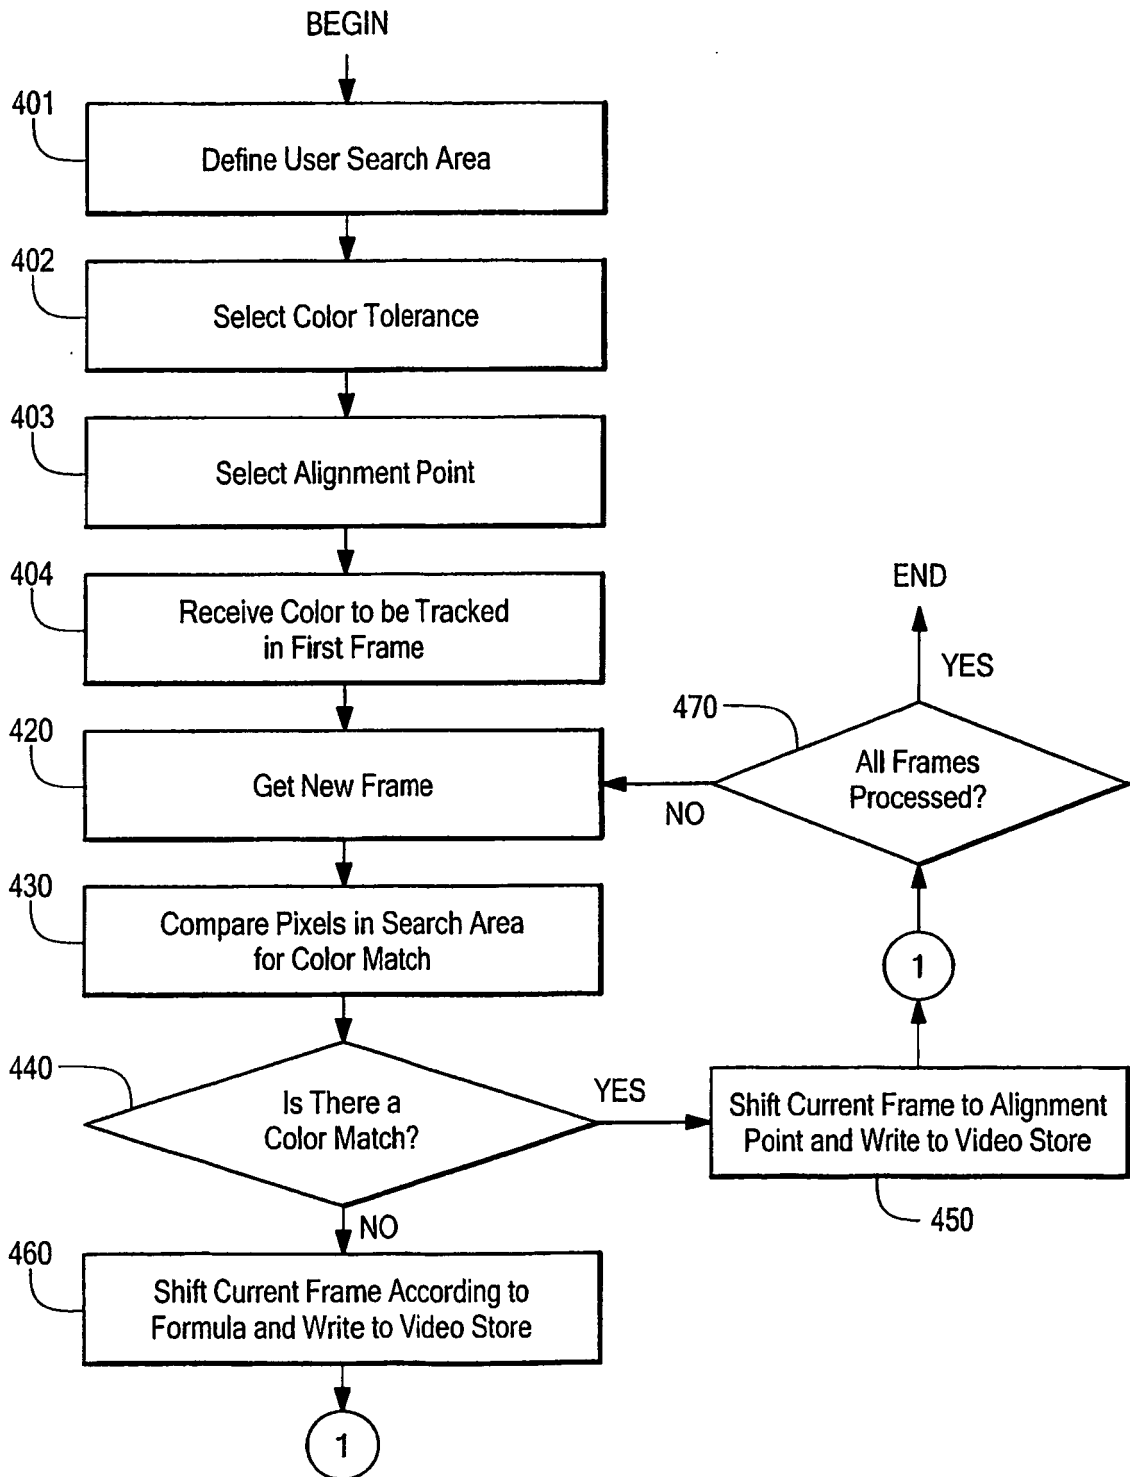 BEGIN
401
Define User Search Area
402
Select Color Tolerance
403
Select Alignment Point
404
Receive Color to be Tracked
in First Frame
END
YES
470
All Frames
Processed?
NO
420
Get New Frame
430
Compare Pixels in Search Area
for Color Match
1
440
Is There a
Color Match?
YES
Shift Current Frame to Alignment
Point and Write to Video Store
450
NO
460
Shift Current Frame According to
Formula and Write to Video Store
1